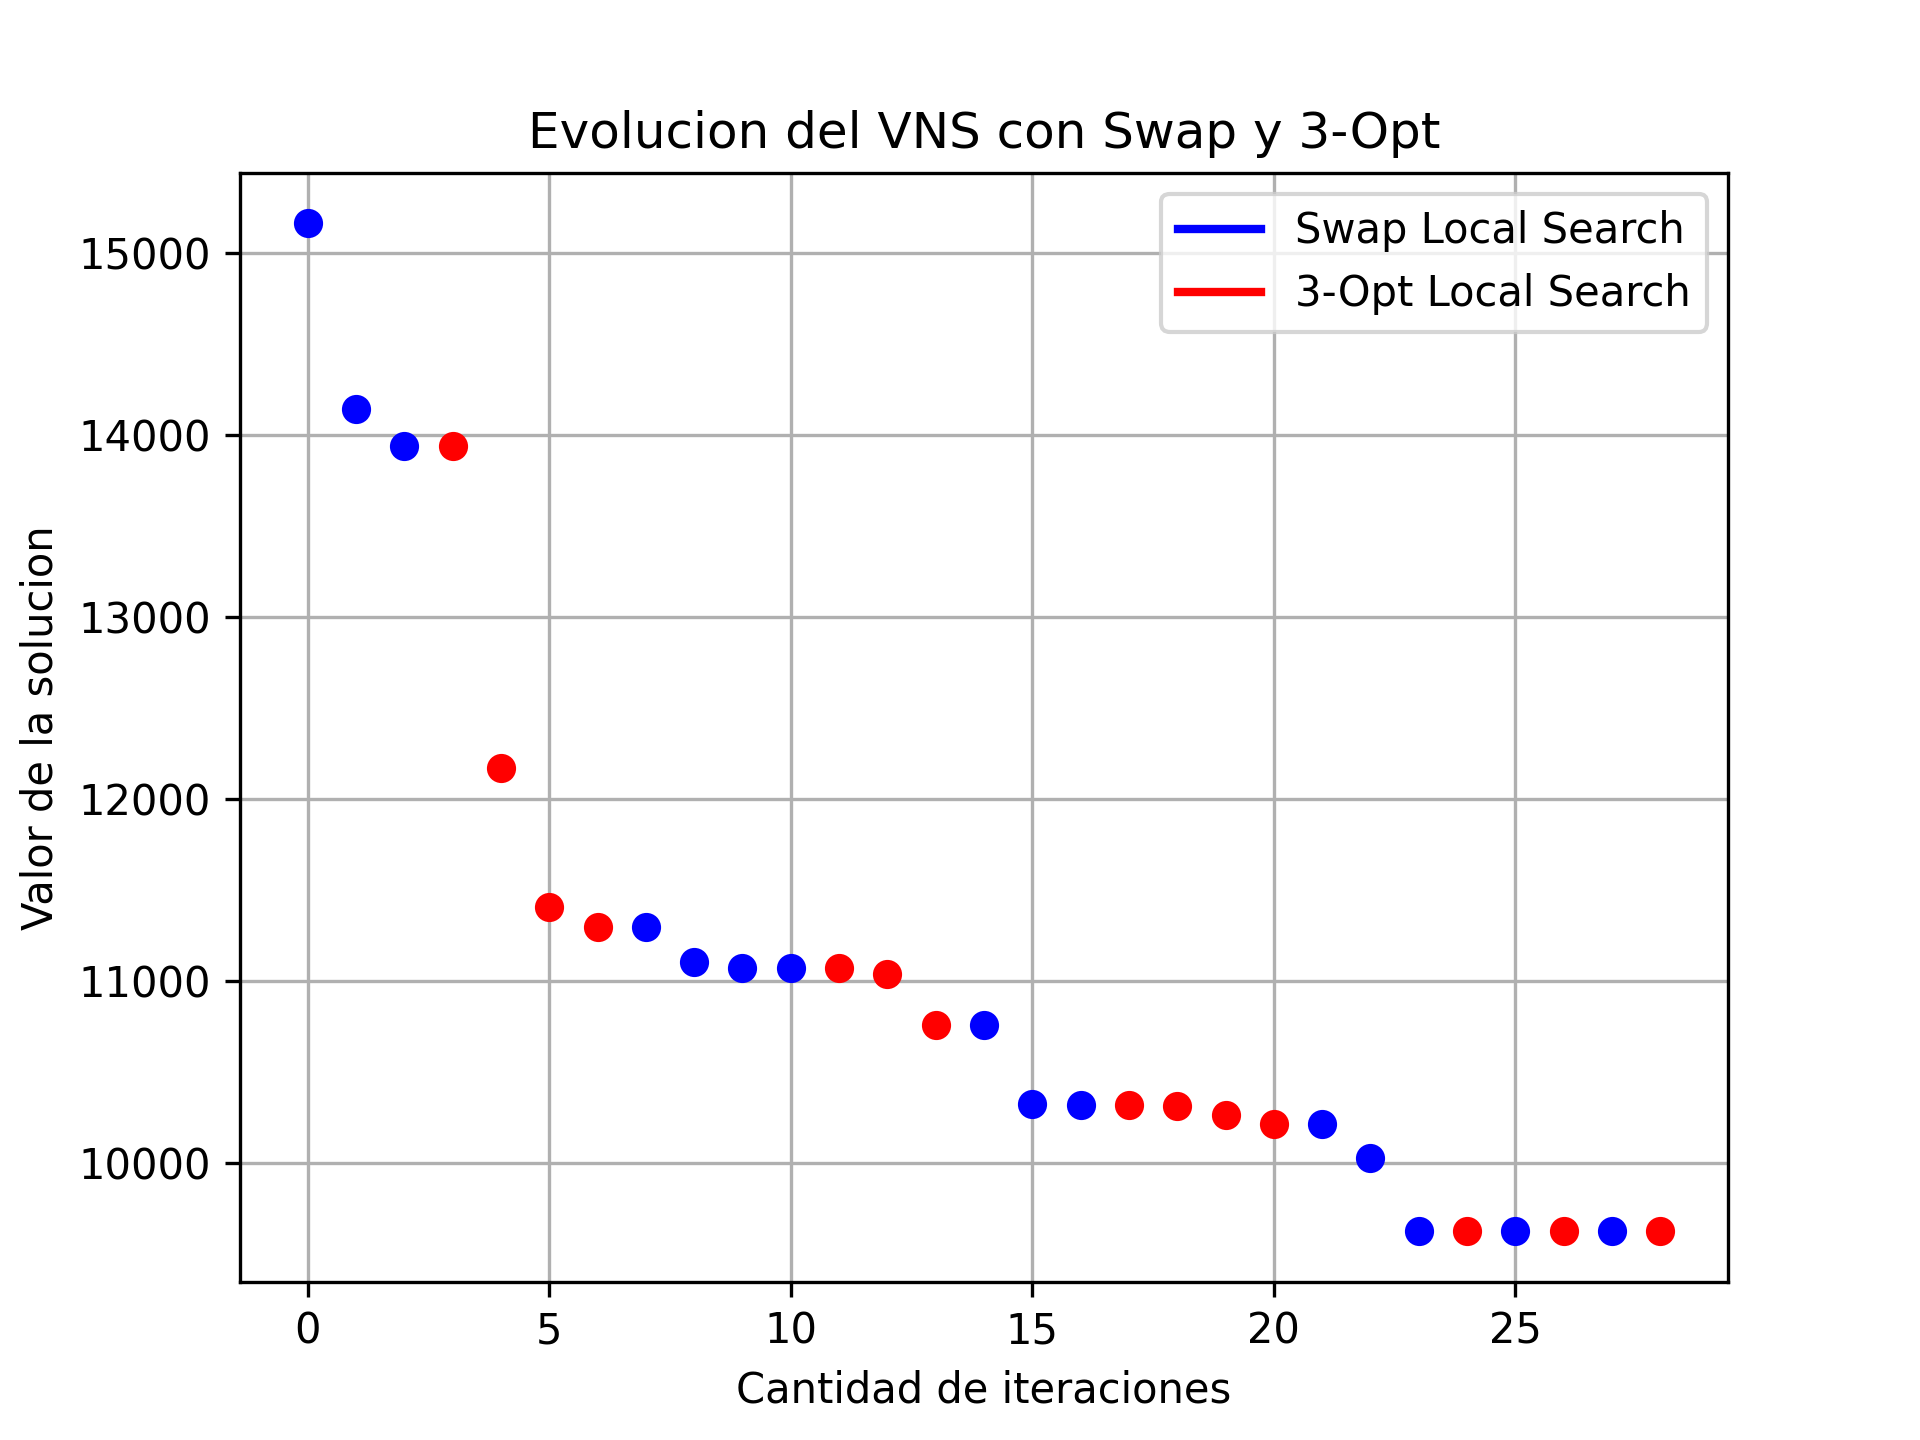 Evolucion del VNS con Swap y 3-Opt
Swap Local Search
3-Opt Local Search
Valor de la solucion
15000
14000
13000
12000
11000
10000
0 5 10 15 20 25
Cantidad de iteraciones